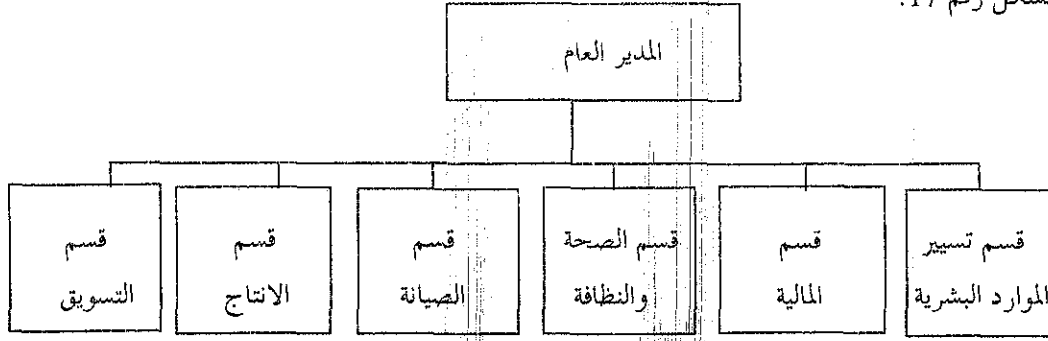 شكل رقم 17:
المدير العام
قسم تسيير
الموارد البشرية
قسم
المالية
قسم الصحة
والنظافة
قسم
الصيانة
قسم
الانتاج
قسم
التسويق